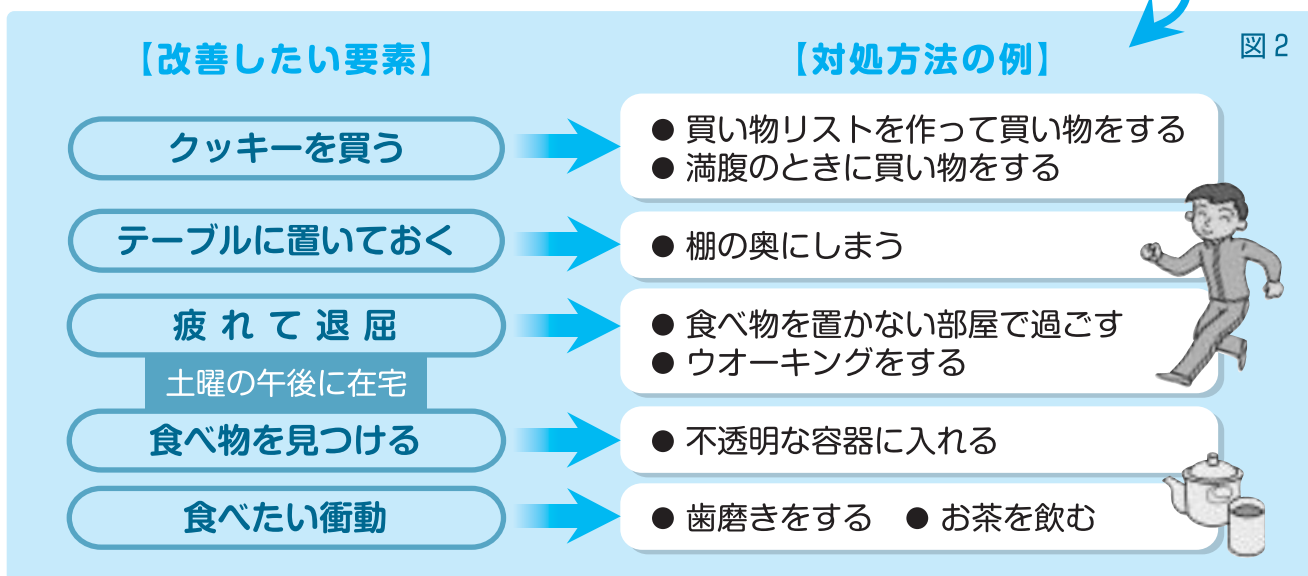 図2
【改善したい要素】
【対処方法の例】
クッキーを買う
● 買い物リストを作って買い物をする
● 満腹のときに買い物をする
テーブルに置いておく
● 棚の奥にしまう
疲れて退屈
● 食べ物を置かない部屋で過ごす
● ウオーキングをする
土曜の午後に在宅
食べ物を見つける
● 不透明な容器に入れる
食べたい衝動
● 歯磨きをする ● お茶を飲む